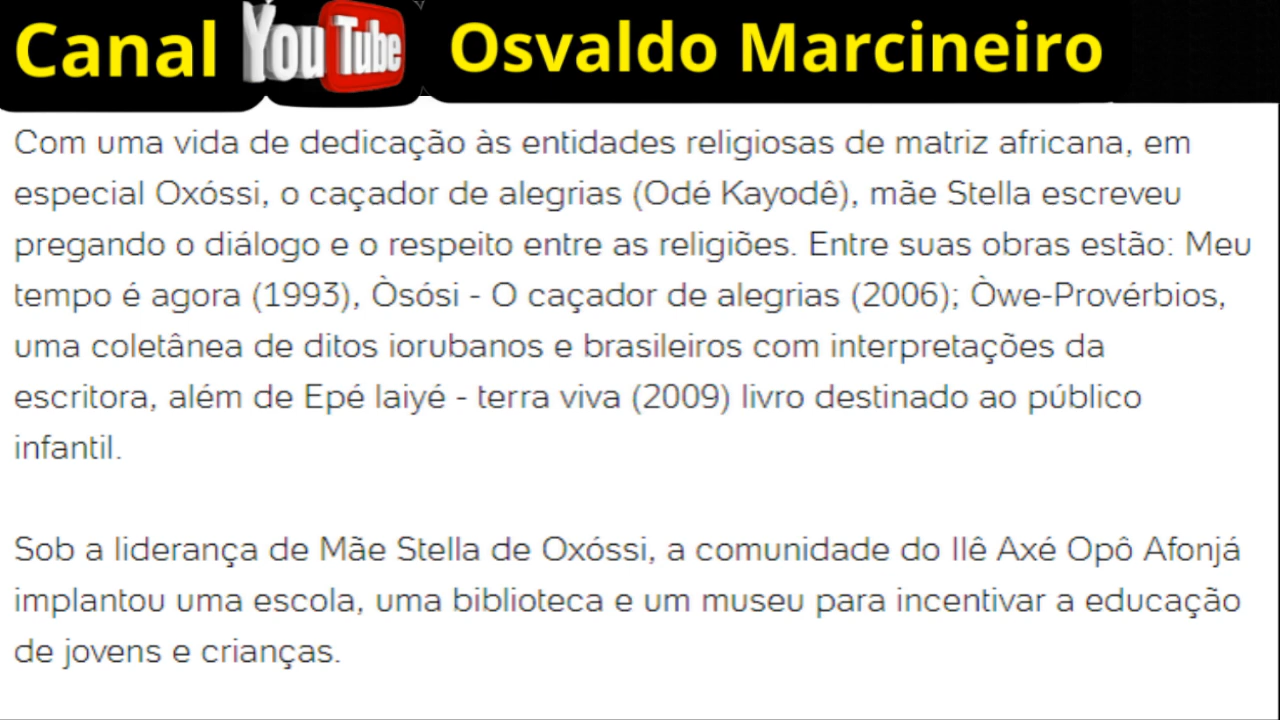 Canal YouTube Osvaldo Marcineiro
Com uma vida de dedicação às entidades religiosas de matriz africana, em
especial Oxóssi, o caçador de alegrias (Odé Kayodê), mãe Stella escreveu
pregando o diálogo e o respeito entre as religiões. Entre suas obras estão: Meu
tempo é agora (1993), Òsósi - O caçador de alegrias (2006); Òwe-Provérbios,
uma coletânea de ditos iorubanos e brasileiros com interpretações da
escritora, além de Epé laiyé - terra viva (2009) livro destinado ao público
infantil.
Sob a liderança de Mãe Stella de Oxóssi, a comunidade do Ilê Axé Opô Afonjá
implantou uma escola, uma biblioteca e um museu para incentivar a educação
de jovens e crianças.